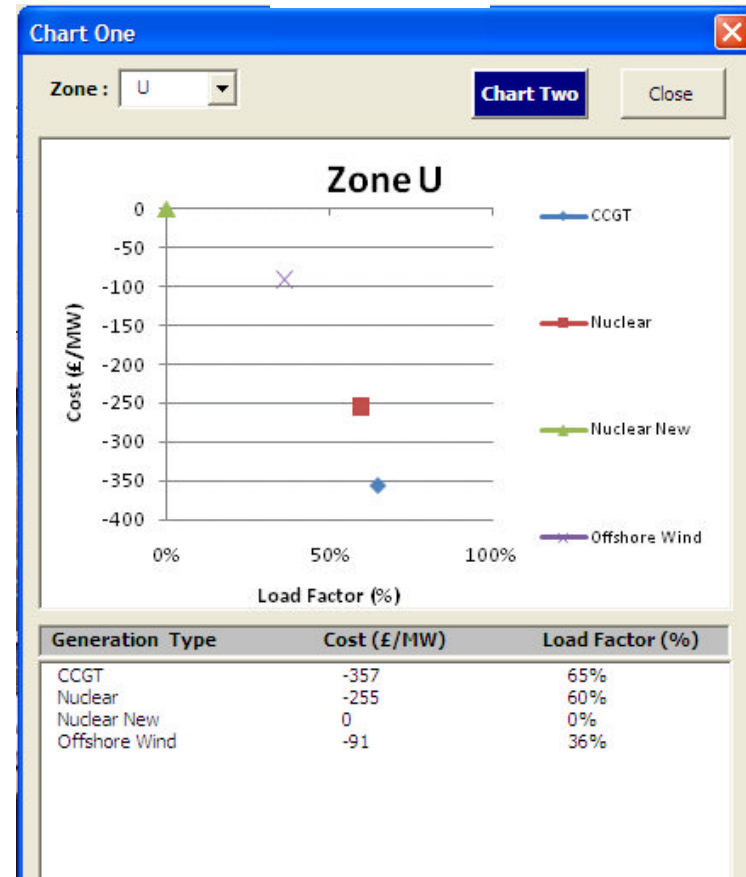 Chart One
Zone : U
Chart Two
Close
Zone U
0
-50
-100
-150
-200
-250
-300
-350
-400
Cost (£/MW)
0% 50% 100%
Load Factor (%)
CCGT
Nuclear
Nuclear New
Offshore Wind
Generation Type Cost (£/MW) Load Factor (%)
CCGT -357 65%
Nuclear -255 60%
Nuclear New 0 0%
Offshore Wind -91 36%